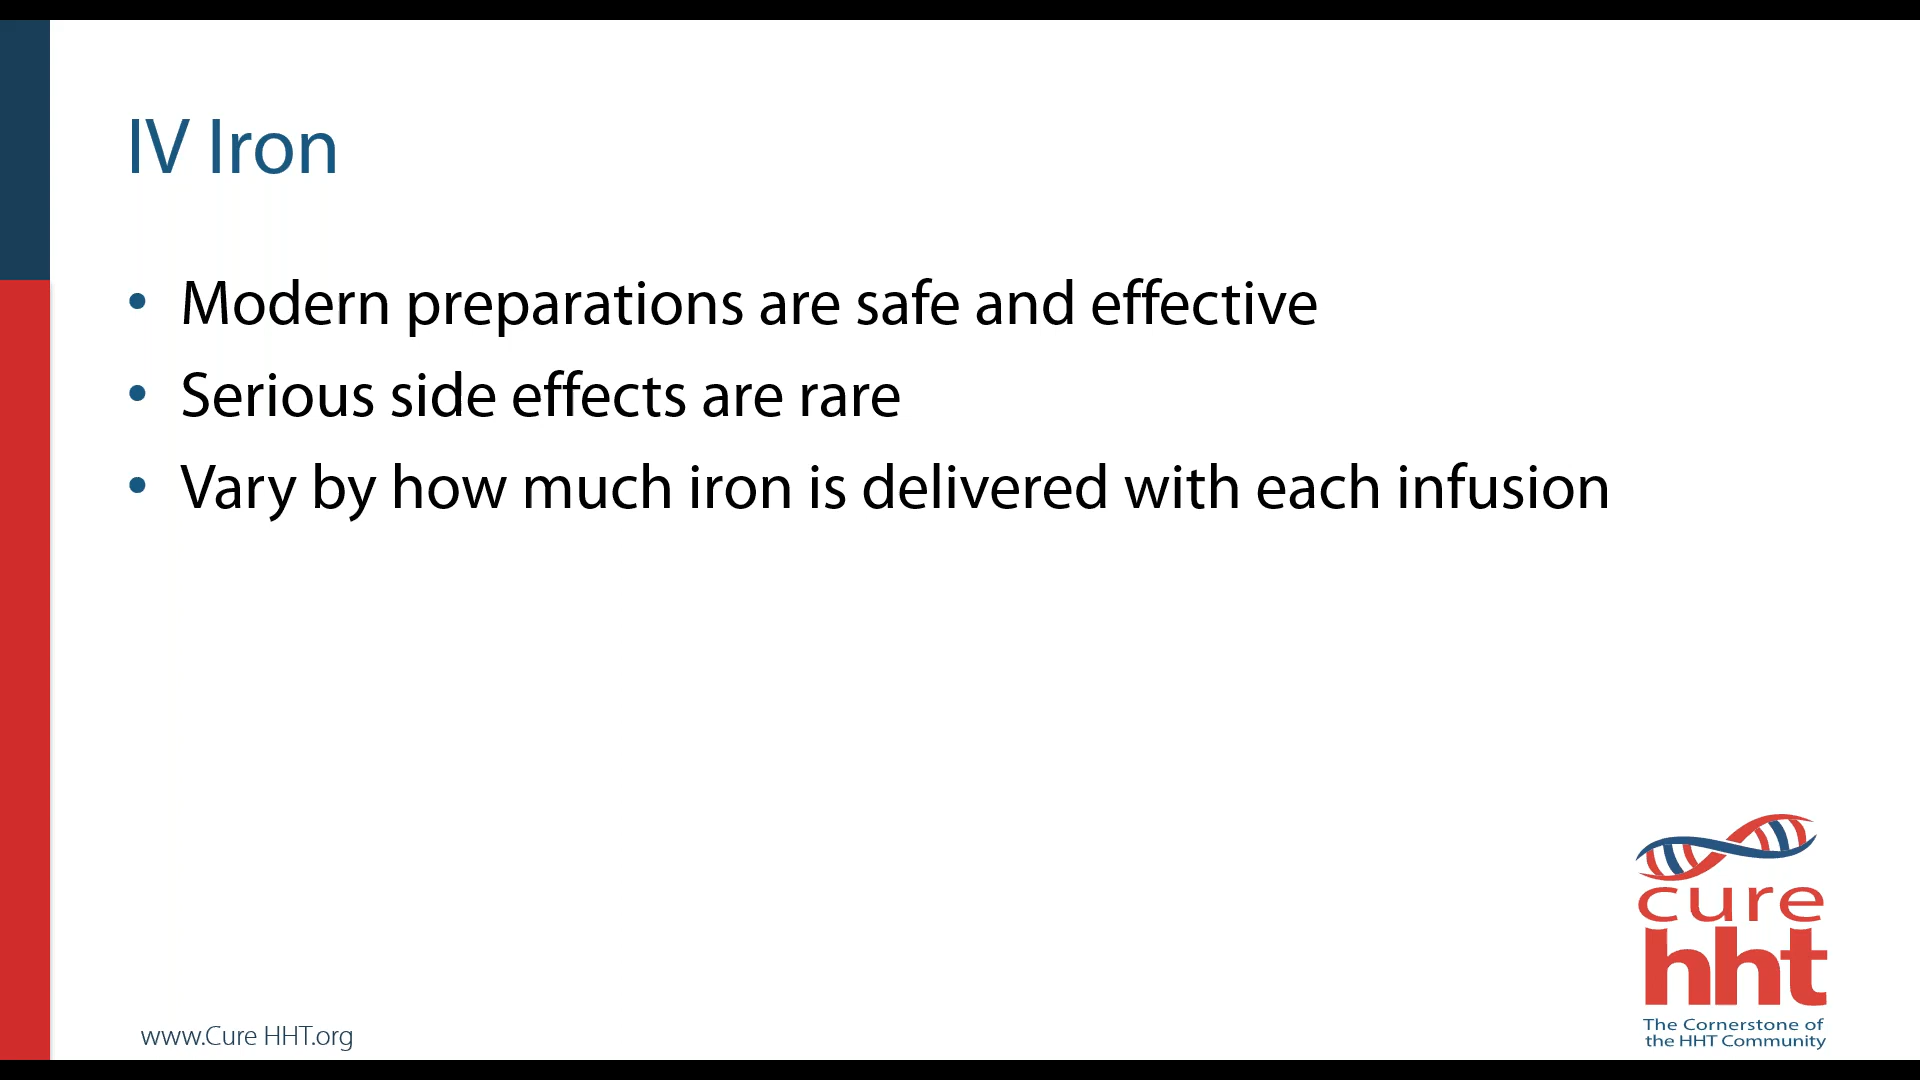 IV Iron
• Modern preparations are safe and effective
• Serious side effects are rare
• Vary by how much iron is delivered with each infusion
cure
hht
The Cornerstone of
the HHT Community
www.Cure HHT.org